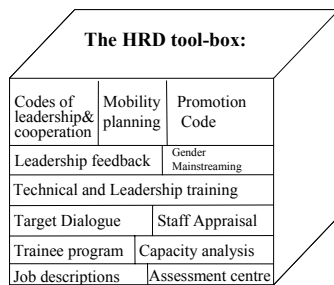 The HRD tool-box:
Codes of
leadership&
cooperation
Mobility
planning
Promotion
Code
Leadership feedback
Gender
Mainstreaming
Technical and Leadership training
Target Dialogue
Staff Appraisal
Trainee program
Capacity analysis
Job descriptions
Assessment centre